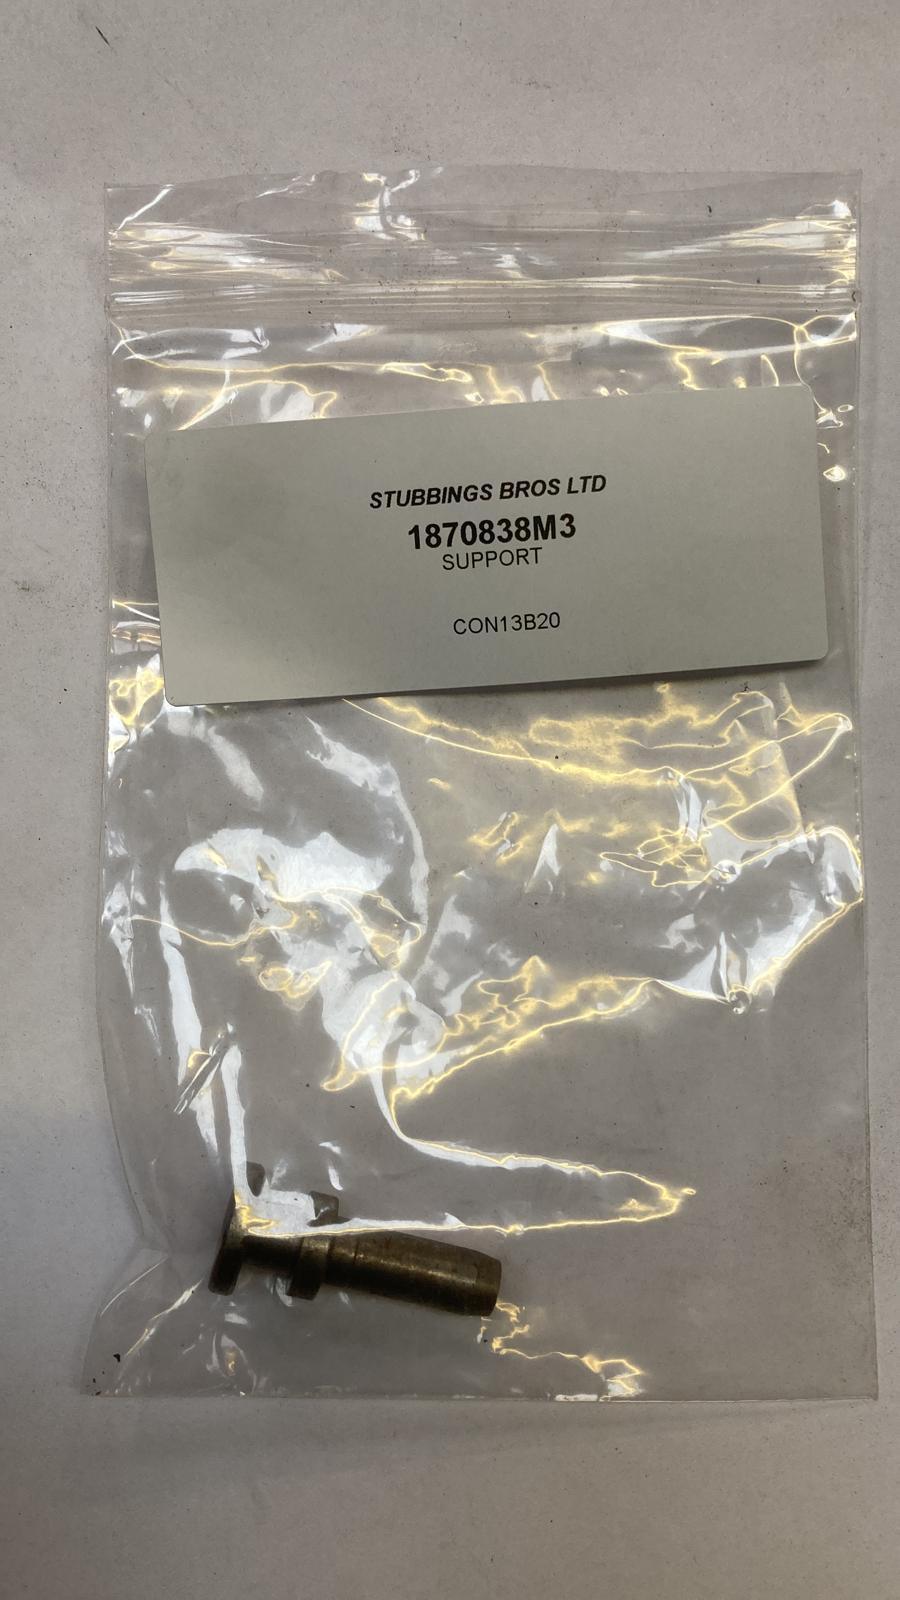 STUBBINGS BROS LTD
1870838M3
SUPPORT
CON13B20